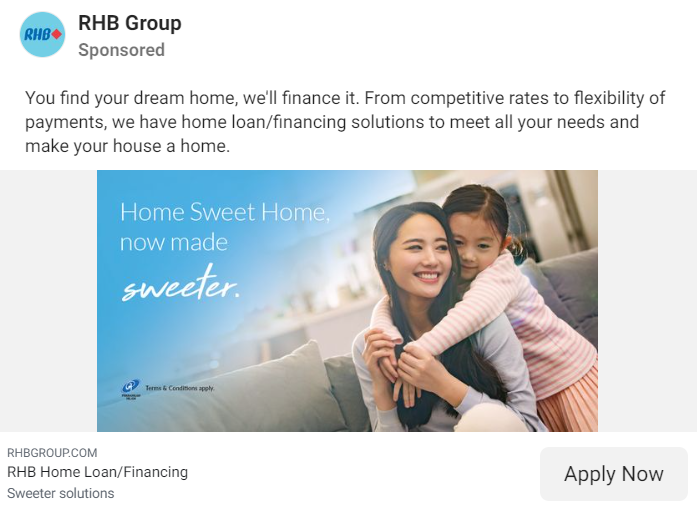 RHB
RHB Group
Sponsored
You find your dream home, we'll finance it. From competitive rates to flexibility of
payments, we have home loan/financing solutions to meet all your needs and
make your house a home.
Home Sweet Home,
now made
sweeter.
Terms & Conditions apply.
RHBGROUP.COM
RHB Home Loan/Financing
Apply Now
Sweeter solutions